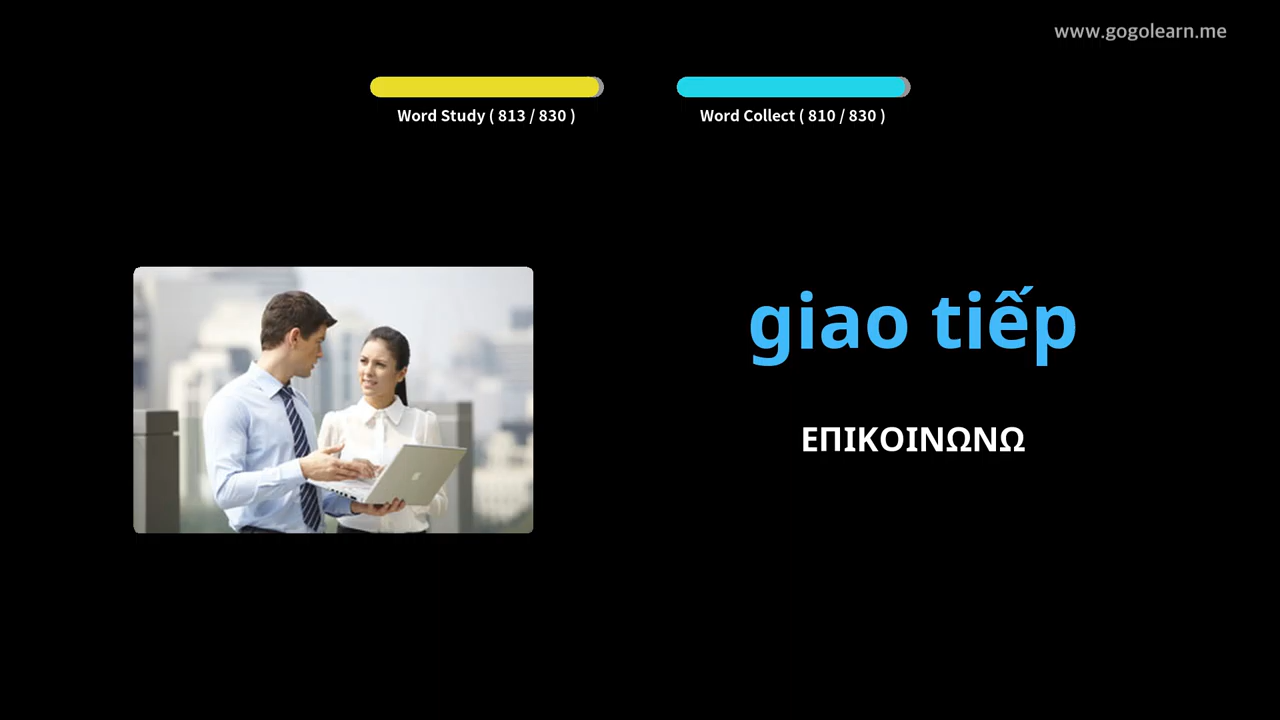 www.gogolearn.me
Word Study ( 813 / 830 )
Word Collect ( 810 / 830 )
giao tiếp
ΕΠΙΚΟΙΝΩΝΩ